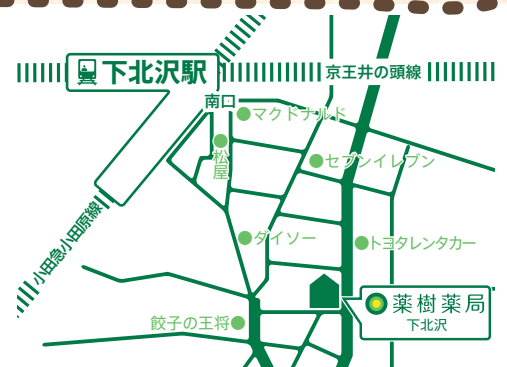 下北沢駅
京王井の頭線
南口
マクドナルド
松屋
セブンイレブン
小田急小田原線
ダイソー
トヨタレンタカー
薬樹薬局
下北沢
餃子の王将